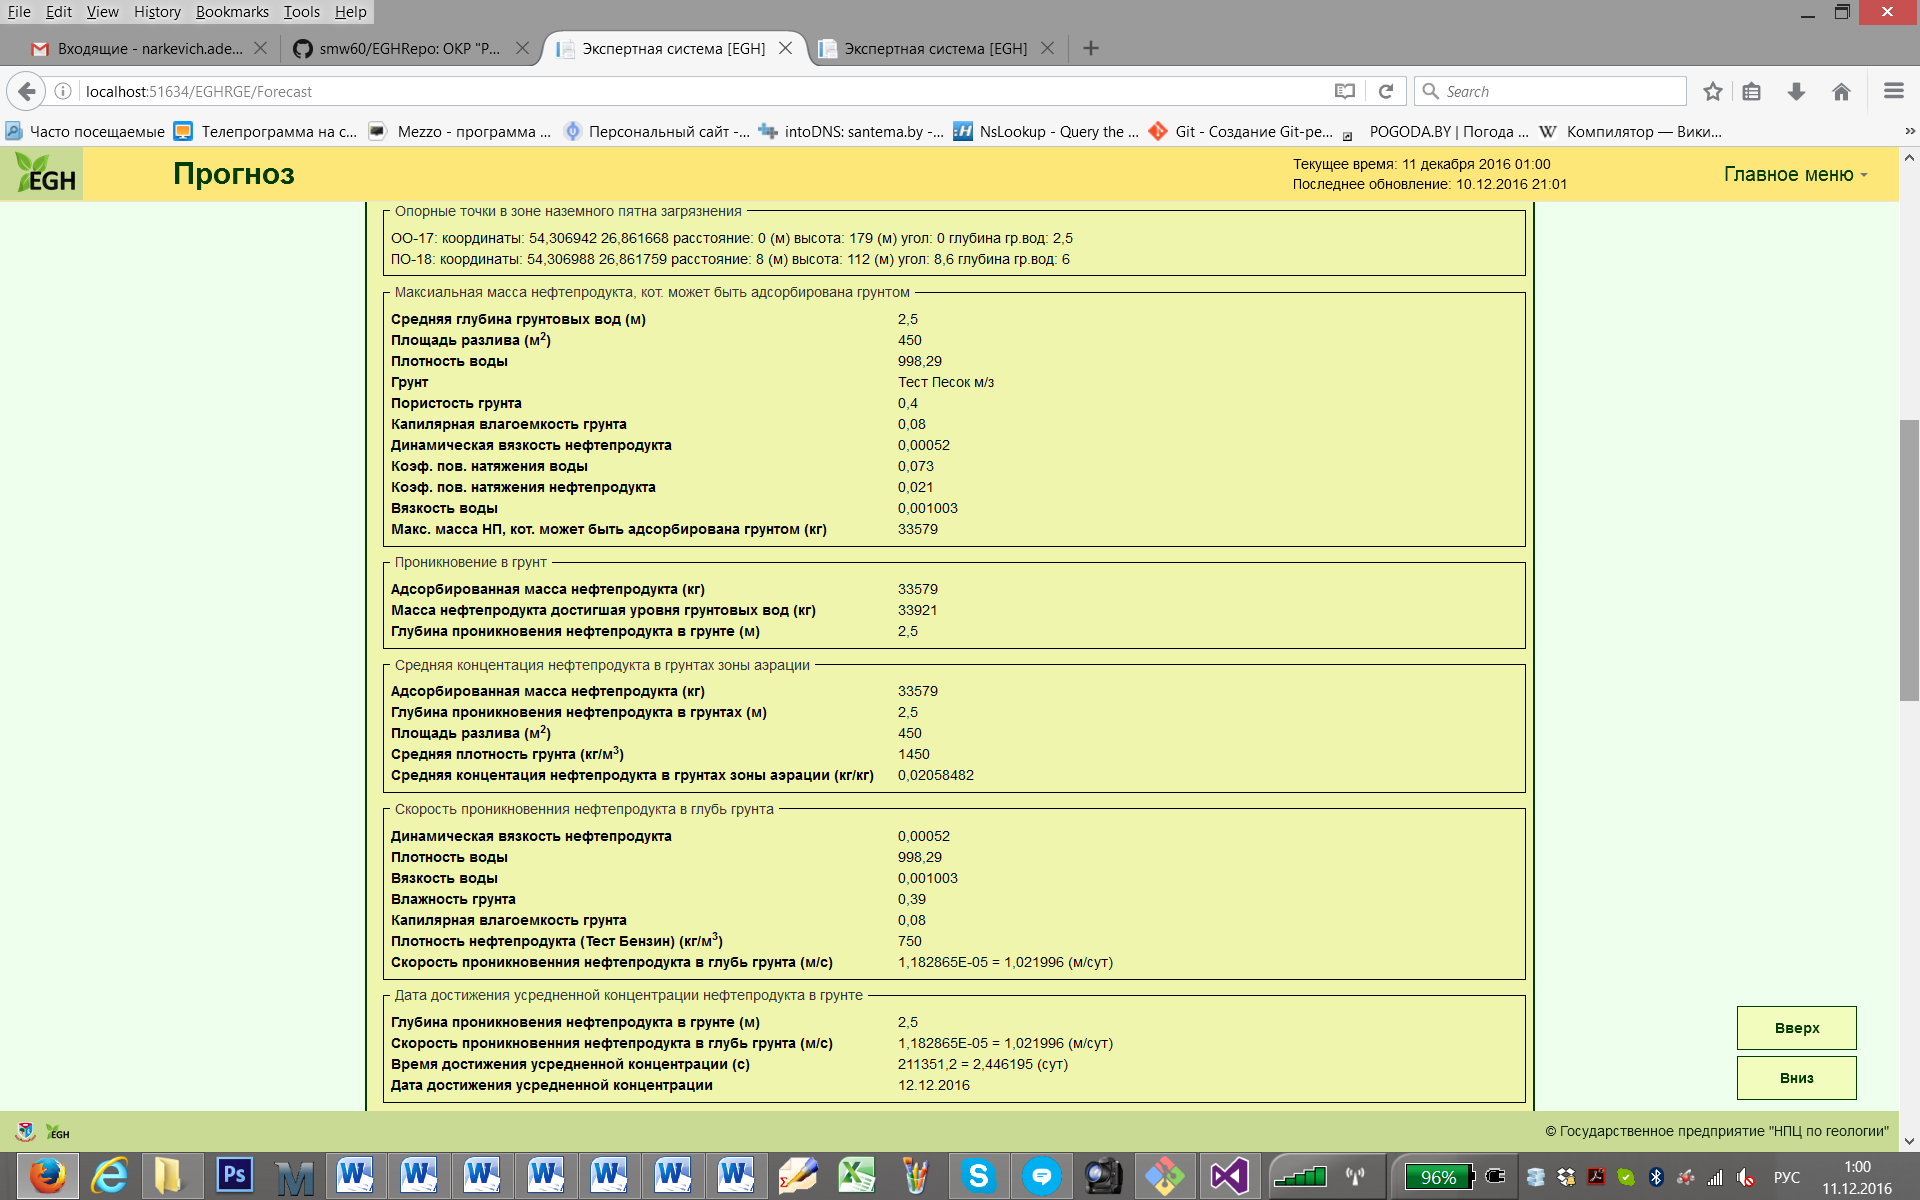 File Edit View History Bookmarks Tools Help
Входящие - narkevich.ade...
smw60/EGHRepo: ОКР "Р...
Экспертная система [EGH]
Экспертная система [EGH]
localhost:51634/EGHRGE/Forecast
Search
Часто посещаемые
Телепрограмма на с...
Mezzo - программа ...
Персональный сайт -...
intoDNS: santema.by -...
NsLookup - Query the ...
Git - Создание Git-ре...
POGODA.BY | Погода ...
Компилятор — Вики...
EGH
Прогноз
Текущее время: 11 декабря 2016 01:00
Последнее обновление: 10.12.2016 21:01
Главное меню
Опорные точки в зоне наземного пятна загрязнения
ОО-17: координаты: 54,306942 26,861668 расстояние: 0 (м) высота: 179 (м) угол: 0 глубина гр.вод: 2,5
ПО-18: координаты: 54,306988 26,861759 расстояние: 8 (м) высота: 112 (м) угол: 8,6 глубина гр.вод: 6
Максиальная масса нефтепродукта, кот. может быть адсорбирована грунтом
Средняя глубина грунтовых вод (м) 2,5
Площадь разлива (м²) 450
Плотность воды 998,29
Грунт Тест Песок м/з
Пористость грунта 0,4
Капилярная влагоемкость грунта 0,08
Динамическая вязкость нефтепродукта 0,00052
Коэф. пов. натяжения воды 0,073
Коэф. пов. натяжения нефтепродукта 0,021
Вязкость воды 0,001003
Макс. масса НП, кот. может быть адсорбирована грунтом (кг) 33579
Проникновение в грунт
Адсорбированная масса нефтепродукта (кг) 33579
Масса нефтепродукта достигшая уровня грунтовых вод (кг) 33921
Глубина проникновения нефтепродукта в грунте (м) 2,5
Средняя концентация нефтепродукта в грунтах зоны аэрации
Адсорбированная масса нефтепродукта (кг) 33579
Глубина проникновения нефтепродукта в грунтах (м) 2,5
Площадь разлива (м²) 450
Средняя плотность грунта (кг/м³) 1450
Средняя концентация нефтепродукта в грунтах зоны аэрации (кг/кг) 0,02058482
Скорость проникновенния нефтепродукта в глубь грунта
Динамическая вязкость нефтепродукта 0,00052
Плотность воды 998,29
Вязкость воды 0,001003
Влажность грунта 0,39
Капилярная влагоемкость грунта 0,08
Плотность нефтепродукта (Тест Бензин) (кг/м³) 750
Скорость проникновенния нефтепродукта в глубь грунта (м/с) 1,182865E-05 = 1,021996 (м/сут)
Дата достижения усредненной концентрации нефтепродукта в грунте
Глубина проникновения нефтепродукта в грунте (м) 2,5
Скорость проникновенния нефтепродукта в глубь грунта (м/с) 1,182865E-05 = 1,021996 (м/сут)
Время достижения усредненной концентрации (с) 211351,2 = 2,446195 (сут)
Дата достижения усредненной концентрации 12.12.2016
Вверх
Вниз
EGH
© Государственное предприятие "НПЦ по геологии"
96%
РУС
1:00
11.12.2016